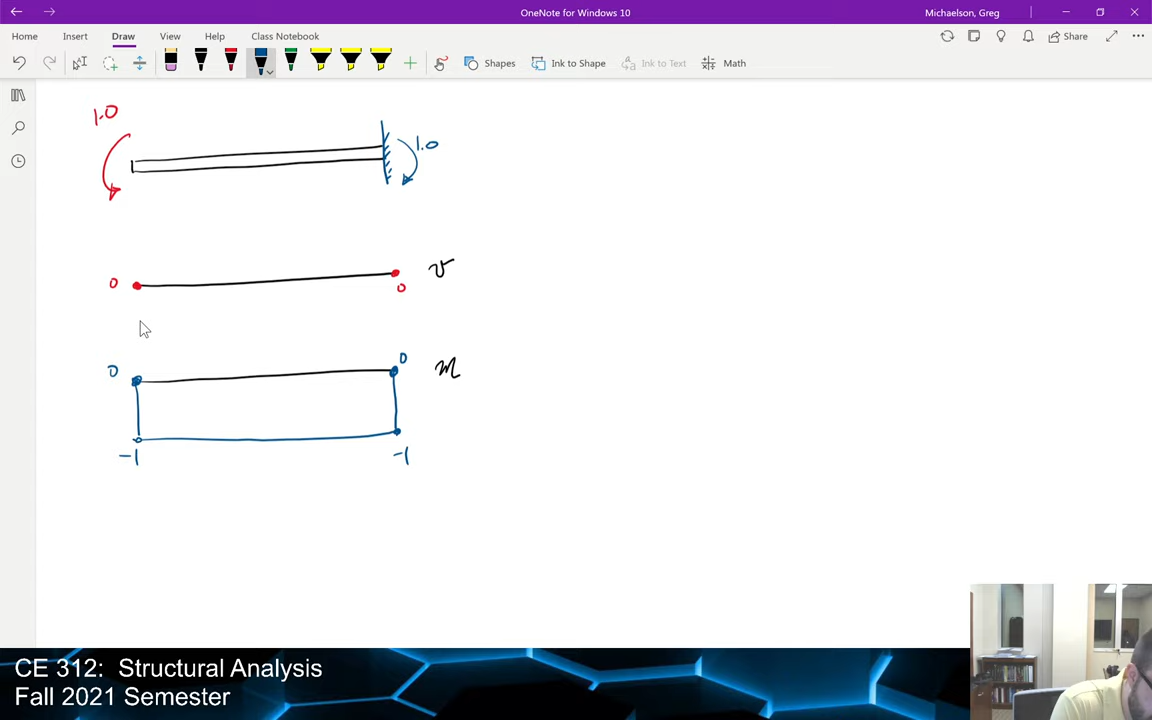 OneNote for Windows 10
Michaelson, Greg
Home Insert Draw View Help Class Notebook
Share
Shapes Ink to Shape Ink to Text Math
1.0
1.0
0 0 v
0 0 m
-1 -1
CE 312: Structural Analysis
Fall 2021 Semester